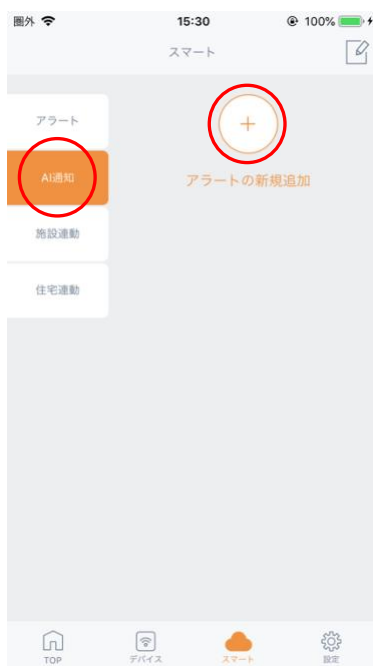 圏外 15:30 100%
スマート
アラート
AI通知
施設連動
住宅連動
+
アラートの新規追加
TOP デバイス スマート 設定